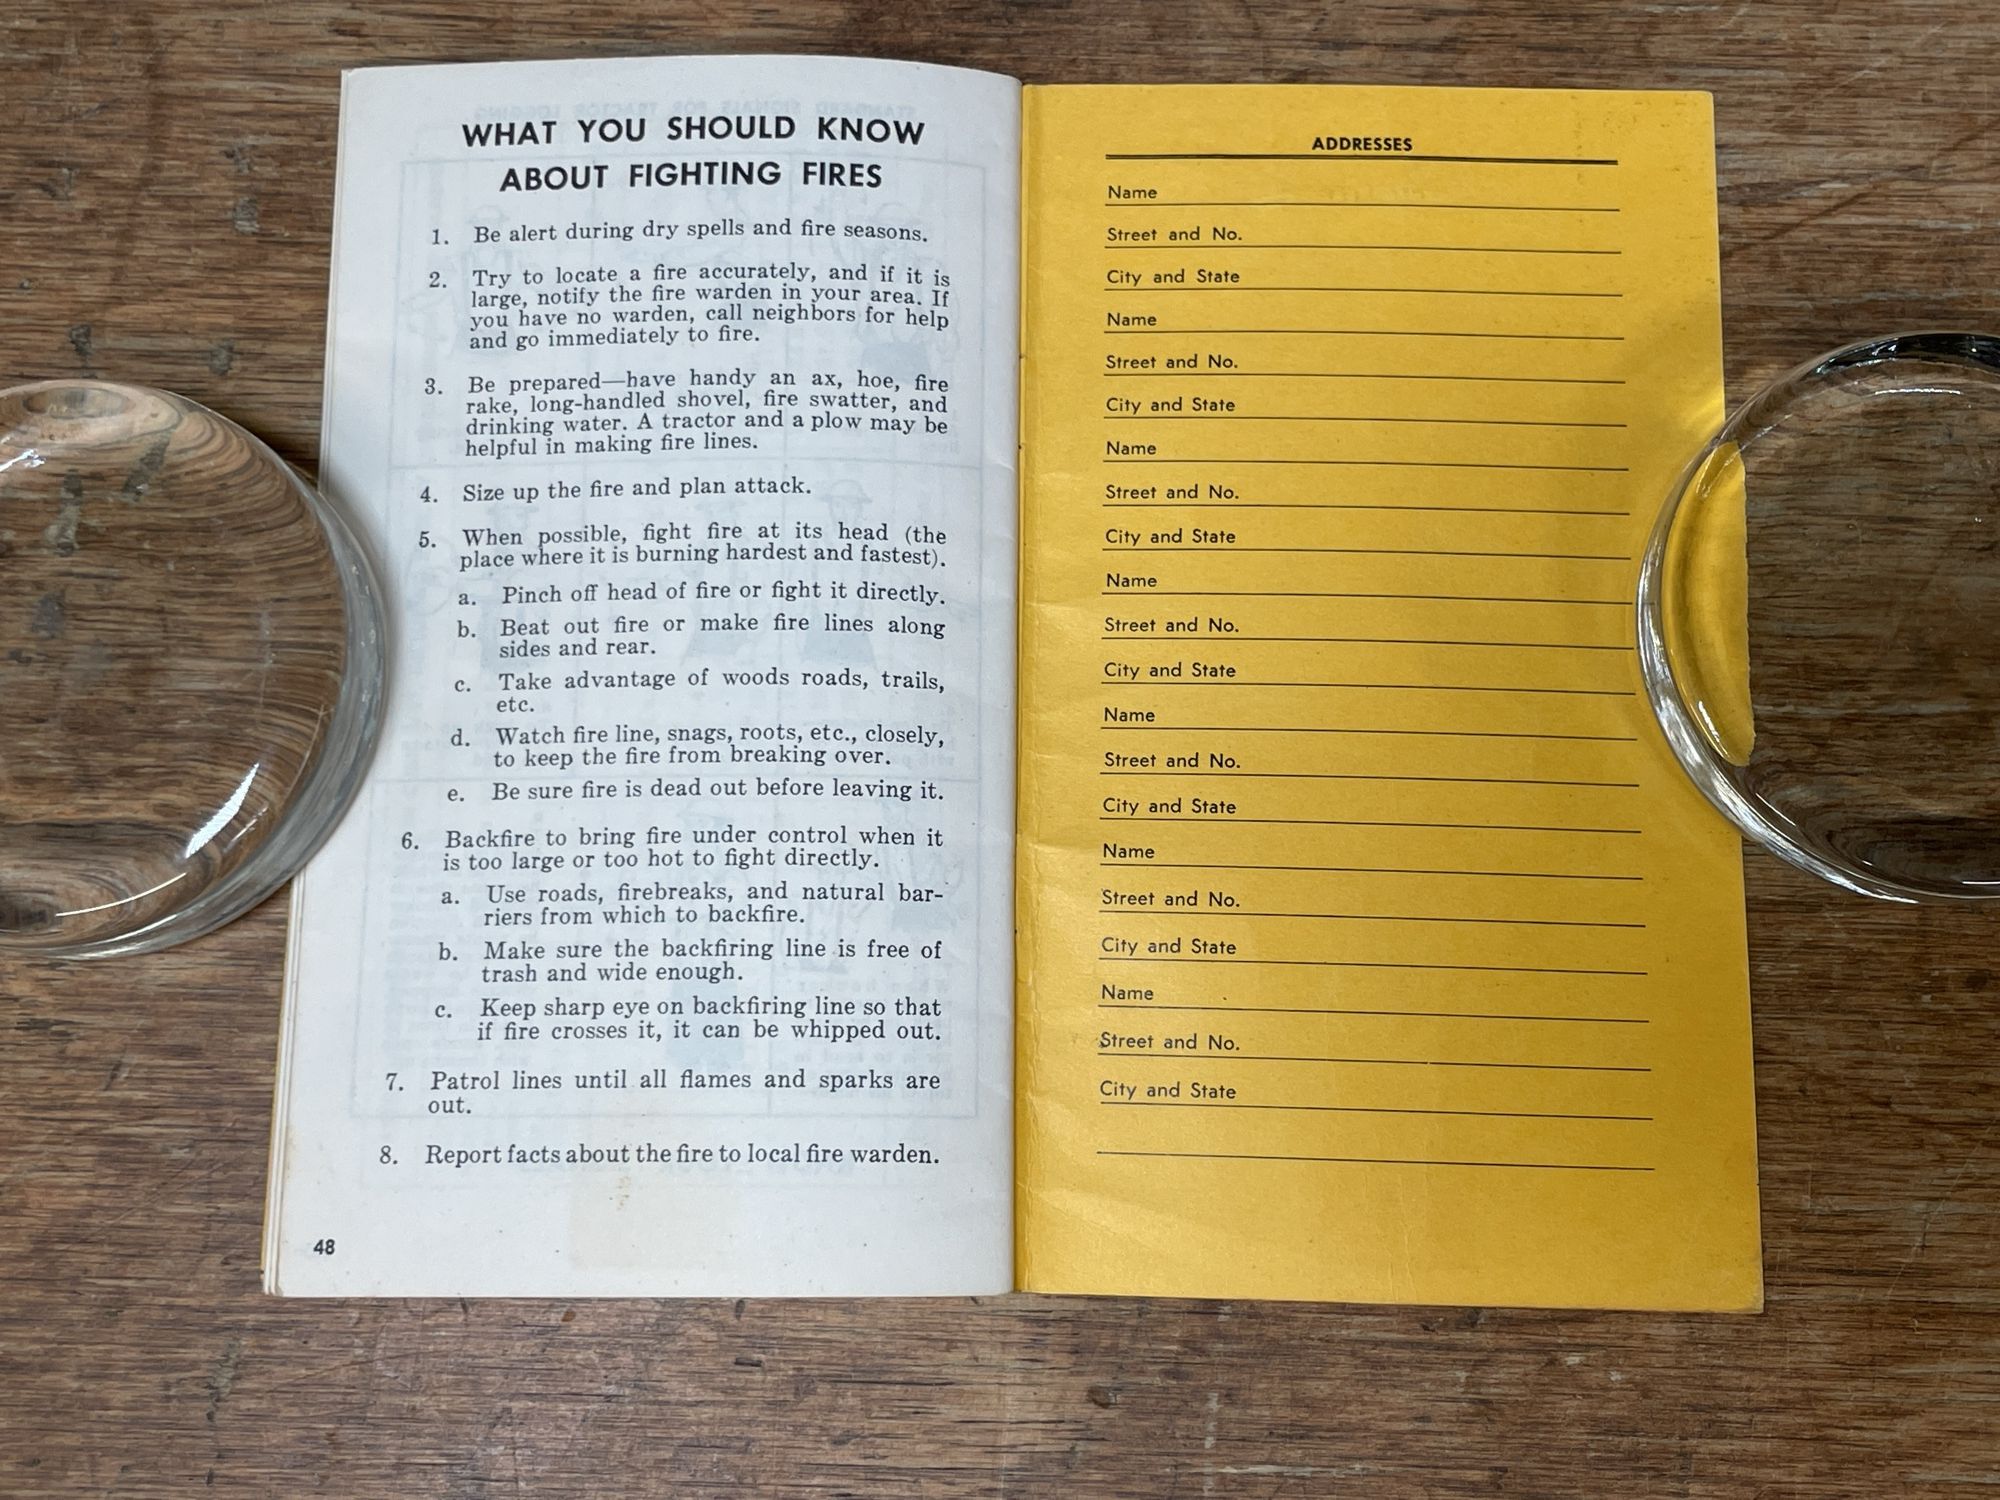 WHAT YOU SHOULD KNOW
ABOUT FIGHTING FIRES
1. Be alert during dry spells and fire seasons.
2. Try to locate a fire accurately, and if it is
large, notify the fire warden in your area. If
you have no warden, call neighbors for help
and go immediately to fire.
3. Be prepared—have handy an ax, hoe, fire
rake, long-handled shovel, fire swatter, and
drinking water. A tractor and a plow may be
helpful in making fire lines.
4. Size up the fire and plan attack.
5. When possible, fight fire at its head (the
place where it is burning hardest and fastest).
a. Pinch off head of fire or fight it directly.
b. Beat out fire or make fire lines along
sides and rear.
c. Take advantage of woods roads, trails,
etc.
d. Watch fire line, snags, roots, etc., closely,
to keep the fire from breaking over.
e. Be sure fire is dead out before leaving it.
6. Backfire to bring fire under control when it
is too large or too hot to fight directly.
a. Use roads, firebreaks, and natural bar-
riers from which to backfire.
b. Make sure the backfiring line is free of
trash and wide enough.
c. Keep sharp eye on backfiring line so that
if fire crosses it, it can be whipped out.
7. Patrol lines until all flames and sparks are
out.
8. Report facts about the fire to local fire warden.
48
ADDRESSES
Name
Street and No.
City and State
Name
Street and No.
City and State
Name
Street and No.
City and State
Name
Street and No.
City and State
Name
Street and No.
City and State
Name
Street and No.
City and State
Name
Street and No.
City and State